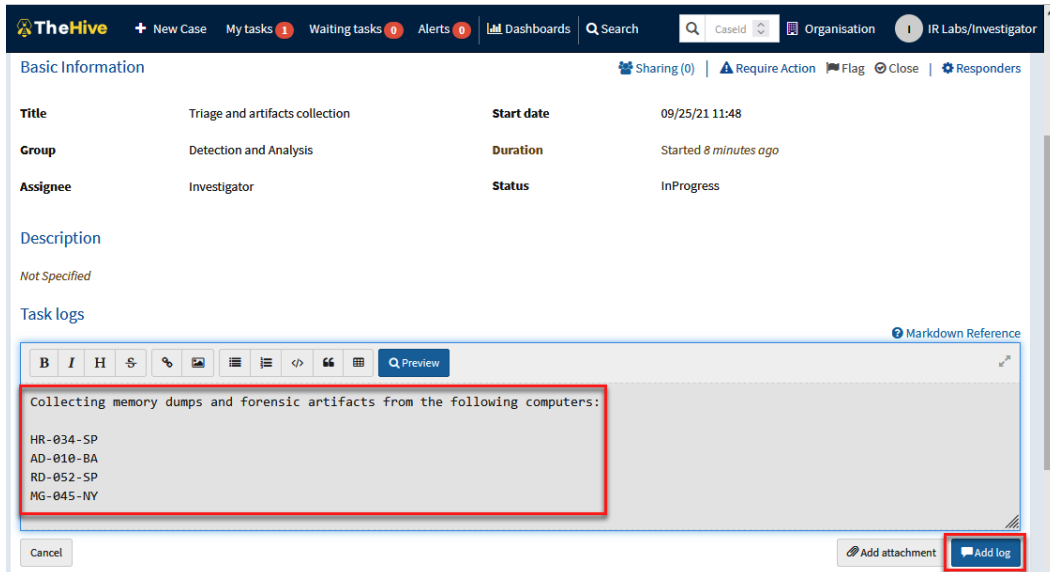 TheHive + New Case My tasks 1 Waiting tasks 0 Alerts 0 Dashboards Search CaseId Organisation I IR Labs/Investigator
Basic Information Sharing (0) | Require Action Flag Close | Responders
Title Triage and artifacts collection Start date 09/25/21 11:48
Group Detection and Analysis Duration Started 8 minutes ago
Assignee Investigator Status InProgress
Description
Not Specified
Task logs
Markdown Reference
B I H S Preview
Collecting memory dumps and forensic artifacts from the following computers:
HR-034-SP
AD-010-BA
RD-052-SP
MG-045-NY
Cancel Add attachment Add log